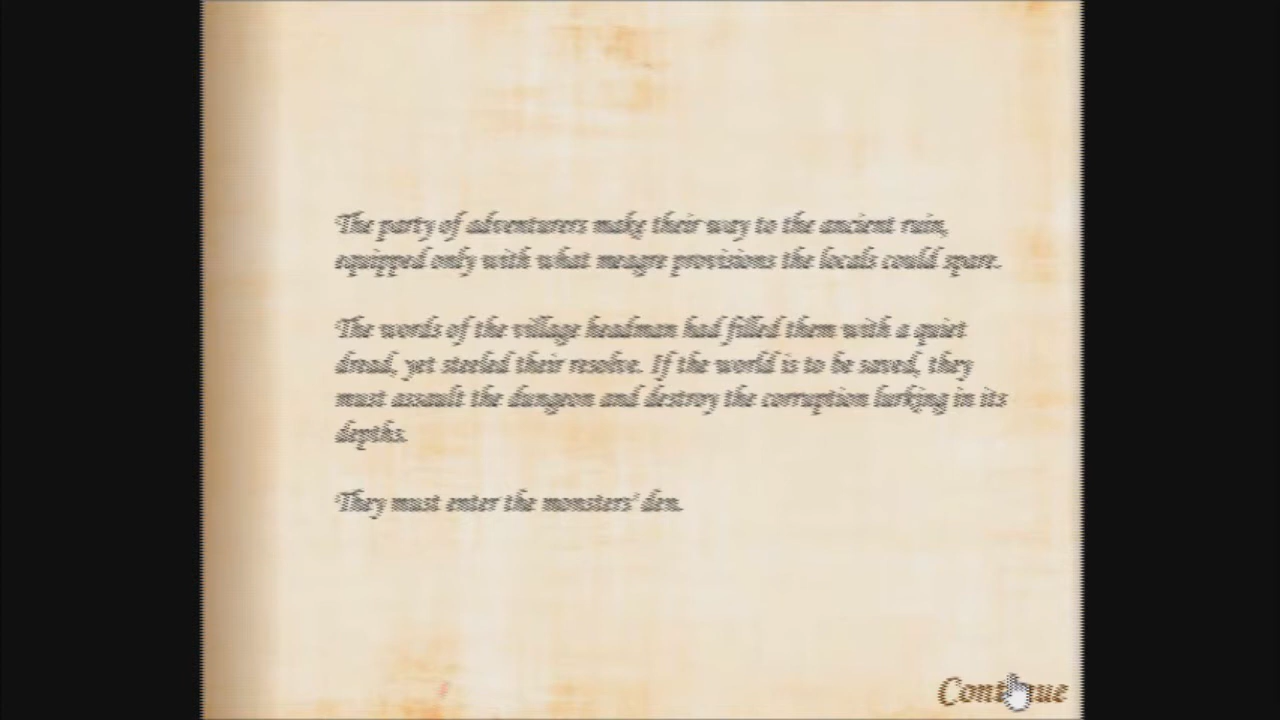 The party of adventurers make their way to the ancient ruin,
equipped only with what meagre provisions the locals could spare.
The words of the village headman had filled them with a quiet
dread, yet steeled their resolve. If the world is to be saved, they
must assault the dungeon and destroy the corruption lurking in its
depths.
They must enter the monsters' den.
Continue